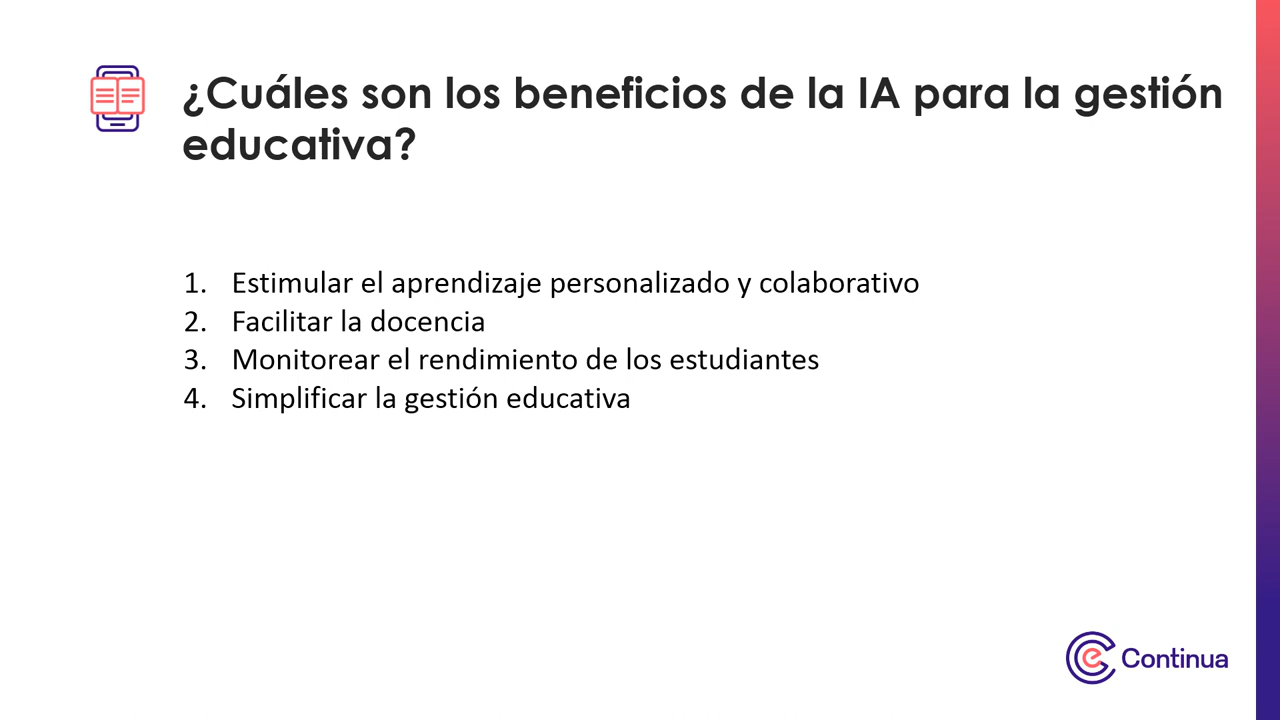 ¿Cuáles son los beneficios de la IA para la gestión
educativa?
1. Estimular el aprendizaje personalizado y colaborativo
2. Facilitar la docencia
3. Monitorear el rendimiento de los estudiantes
4. Simplificar la gestión educativa
Continua